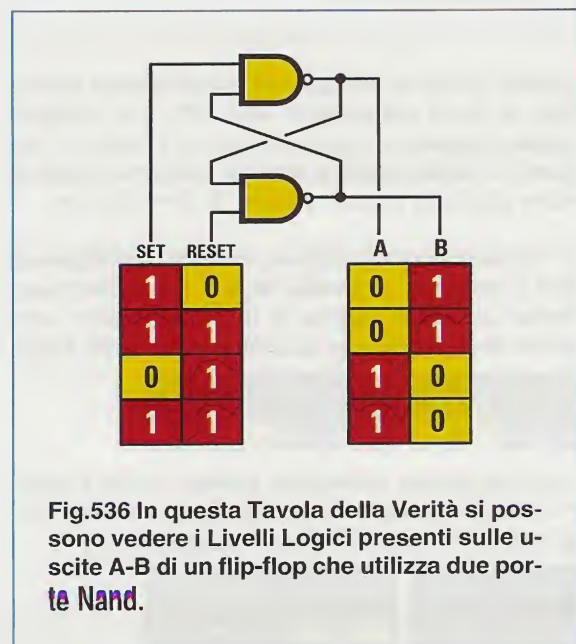 SET RESET A B
1 0 0 1
1 1 0 1
0 1 1 0
1 1 1 0
Fig.536 In questa Tavola della Verità si pos-
sono vedere i Livelli Logici presenti sulle u-
scite A-B di un flip-flop che utilizza due por-
te Nand.